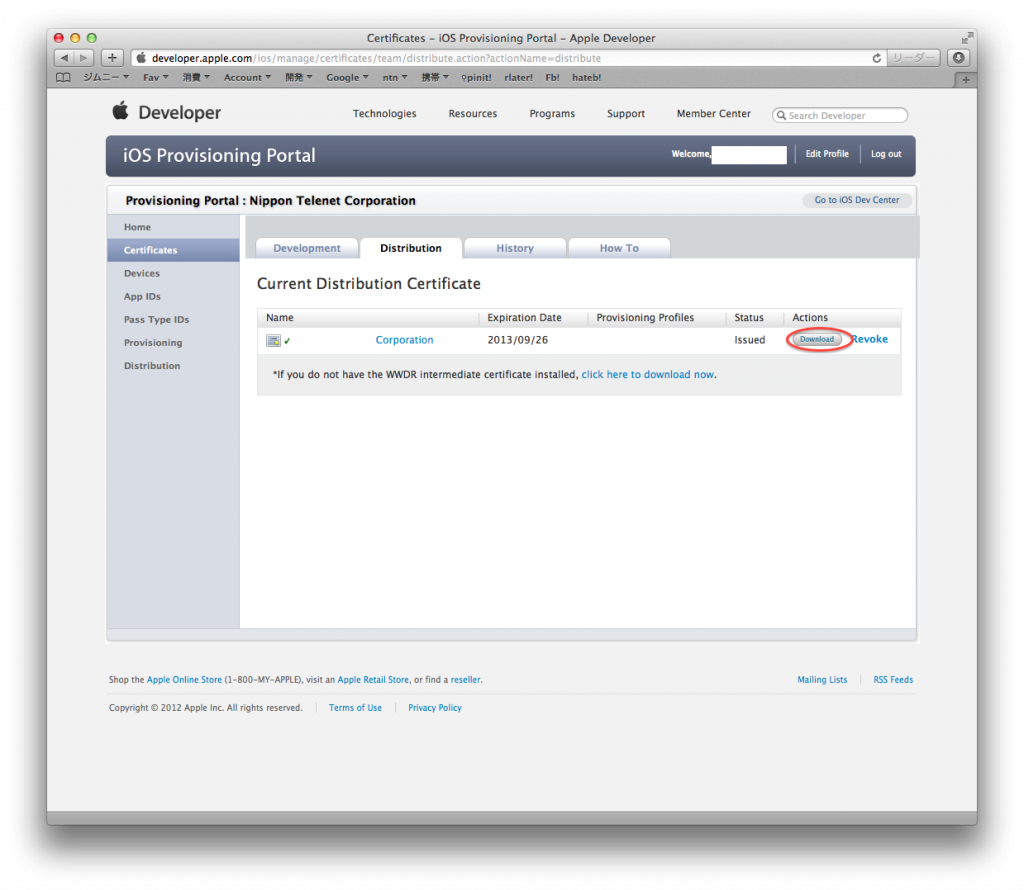 Certificates – iOS Provisioning Portal – Apple Developer
developer.apple.com/ios/manage/certificates/team/distribute.action?actionName=distribute リーダー
ジムニー Fav 消費 Account 開発 Google ntn 携帯 pinit! rlater! Fb! hateb!
Developer Technologies Resources Programs Support Member Center Search Developer
iOS Provisioning Portal Welcome, Edit Profile Log out
Provisioning Portal : Nippon Telenet Corporation Go to iOS Dev Center
Home
Certificates
Devices
App IDs
Pass Type IDs
Provisioning
Distribution
Development Distribution History How To
Current Distribution Certificate
Name Expiration Date Provisioning Profiles Status Actions
Corporation 2013/09/26 Issued Download Revoke
*If you do not have the WWDR intermediate certificate installed, click here to download now.
Shop the Apple Online Store (1-800-MY-APPLE), visit an Apple Retail Store, or find a reseller. Mailing Lists RSS Feeds
Copyright © 2012 Apple Inc. All rights reserved. Terms of Use Privacy Policy